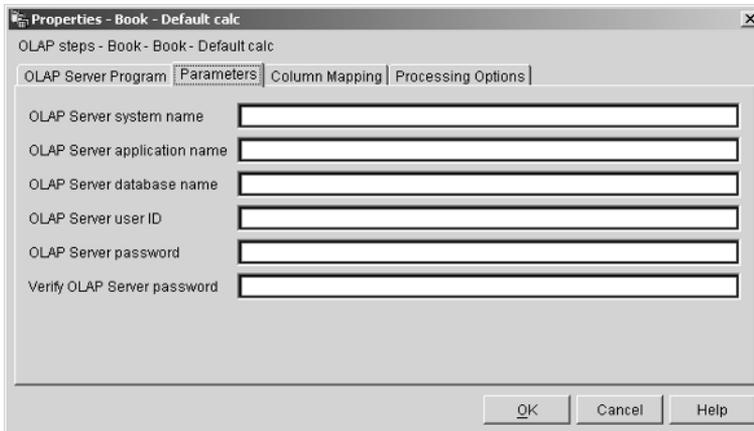 Properties - Book - Default calc
OLAP steps - Book - Book - Default calc
OLAP Server Program Parameters Column Mapping Processing Options
OLAP Server system name
OLAP Server application name
OLAP Server database name
OLAP Server user ID
OLAP Server password
Verify OLAP Server password
OK Cancel Help